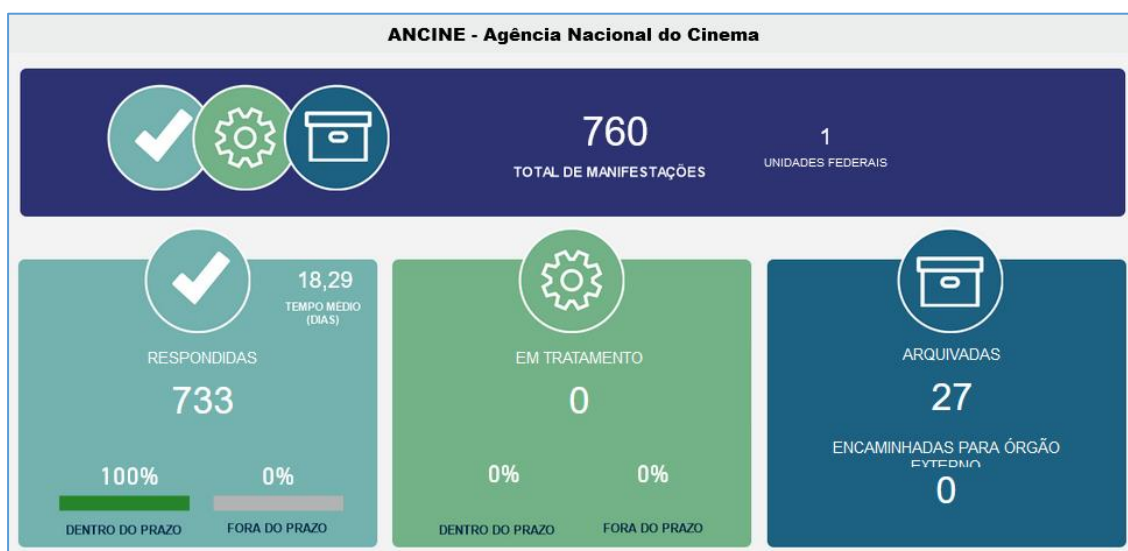 ANCINE - Agência Nacional do Cinema
760
TOTAL DE MANIFESTAÇÕES
1
UNIDADES FEDERAIS
18,29
TEMPO MÉDIO
(DIAS)
RESPONDIDAS
733
100%
0%
DENTRO DO PRAZO
FORA DO PRAZO
EM TRATAMENTO
0
0%
0%
DENTRO DO PRAZO
FORA DO PRAZO
ARQUIVADAS
27
ENCAMINHADAS PARA ÓRGÃO
EXTERNO
0